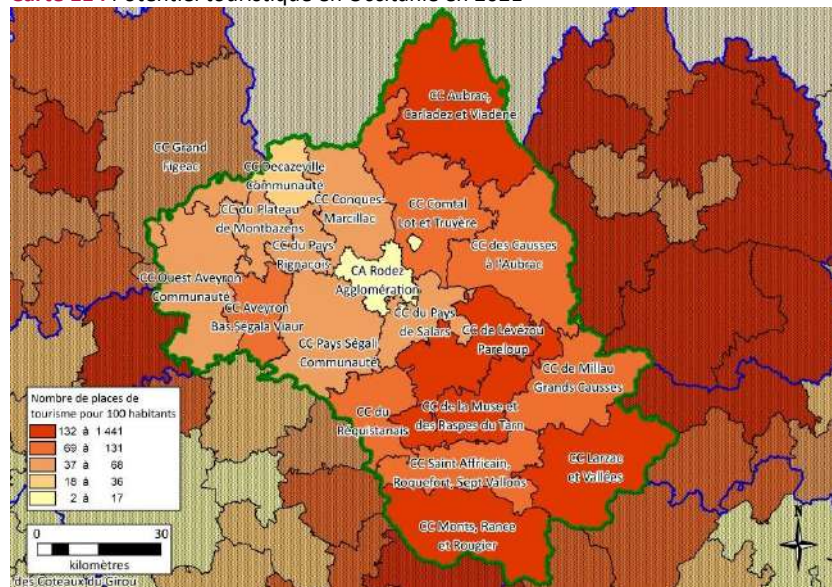 Carte 22 : Potentiel touristique en Occitanie en 2021
CC Aubrac,
Carladez et Viadène
CC Grand
Figeac
CC Decazeville
Communauté
CC Conques-
Marcillac
CC Comtal
Lot et Truyère
CC du Plateau
de Montbazens
CC des Causses
à l'Aubrac
CC du Pays
Rignacois
CA Rodez
Agglomération
CC Ouest Aveyron
Communauté
CC Aveyron
Bas Ségala Viaur
CC du Pays
de Salars
CC de Lévézou
Pareloup
CC Pays Ségali
Communauté
CC de Millau
Grands Causses
CC du
Réquistanais
CC de la Muse et
des Raspes du Tarn
CC Saint Affricain,
Roquefort, Sept Vallons
CC Larzac
et Vallées
CC Monts, Rance
et Rougier
Nombre de places de
tourisme pour 100 habitants
132 à 1 441
69 à 131
37 à 68
18 à 36
2 à 17
0 30
kilomètres
des Coteaux du Girou
N